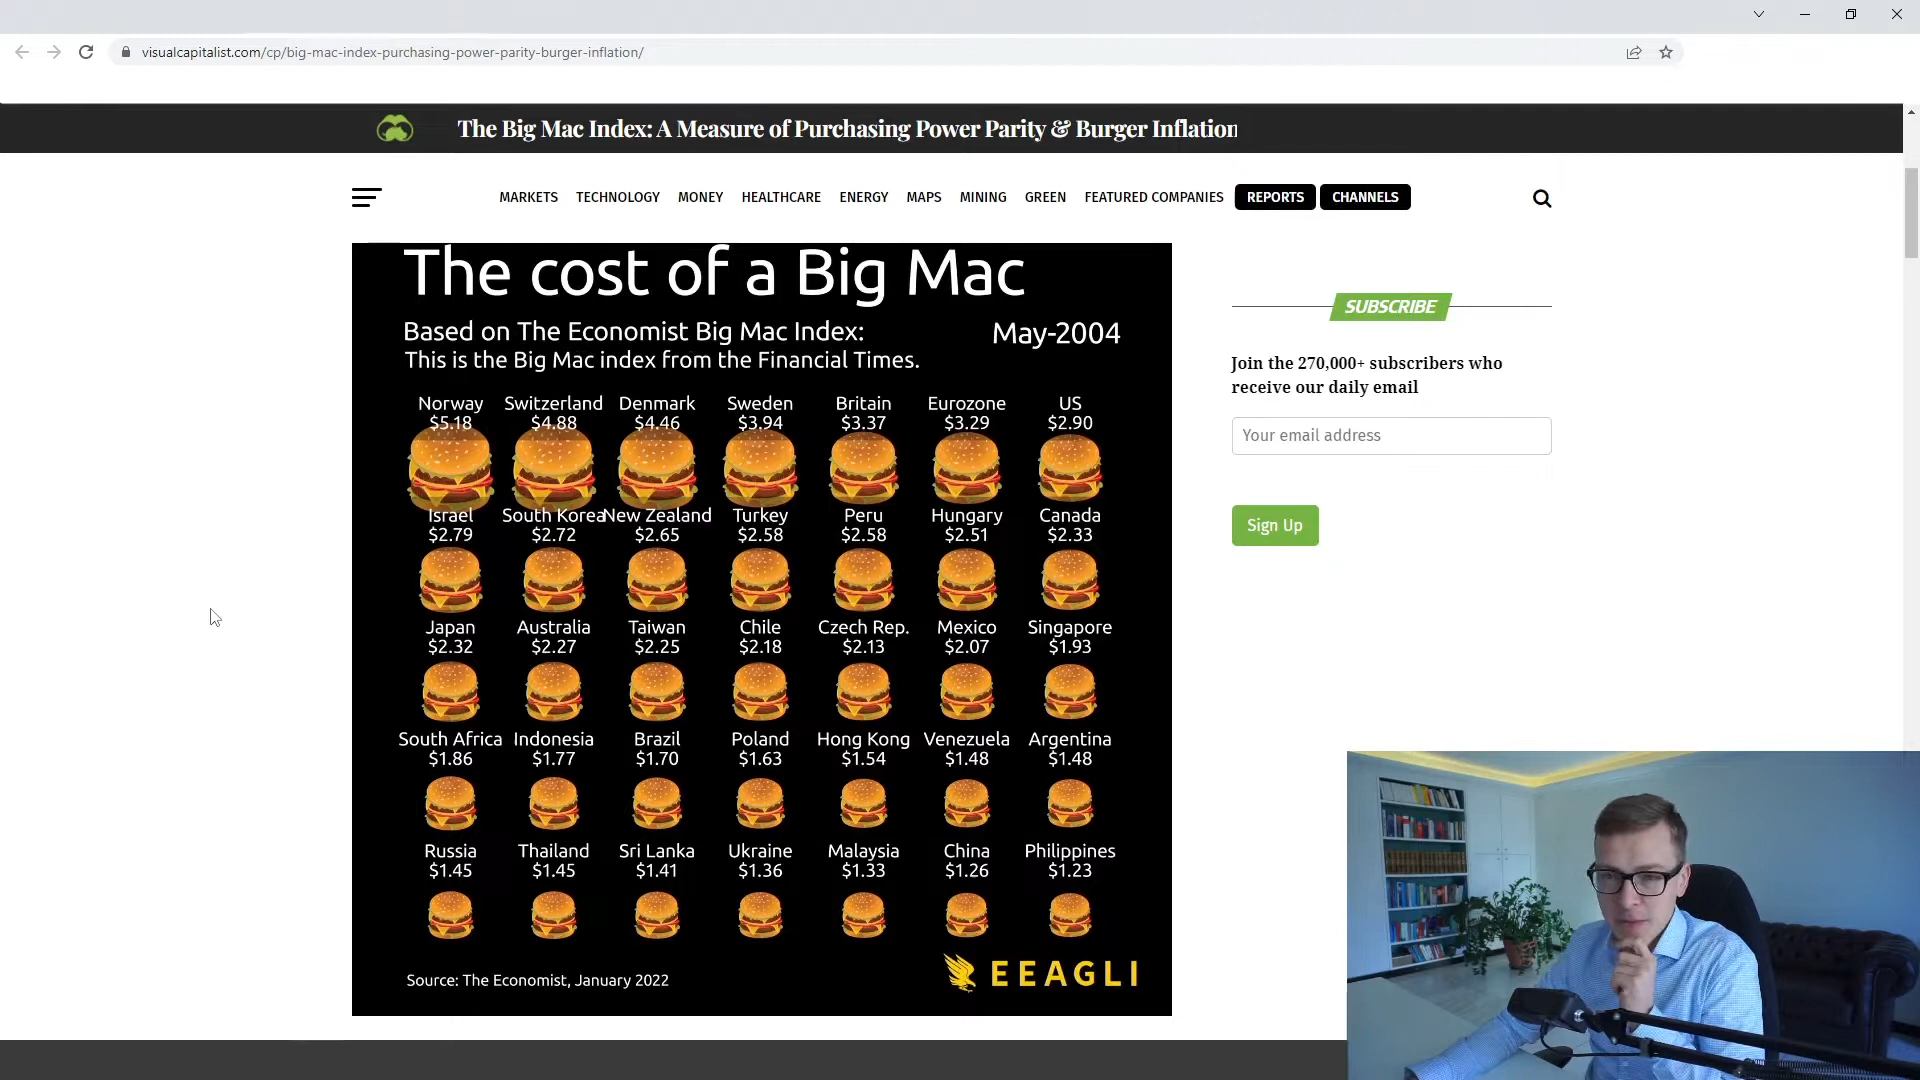 visualcapitalist.com/cp/big-mac-index-purchasing-power-parity-burger-inflation/
The Big Mac Index: A Measure of Purchasing Power Parity & Burger Inflation
MARKETS TECHNOLOGY MONEY HEALTHCARE ENERGY MAPS MINING GREEN FEATURED COMPANIES REPORTS CHANNELS
The cost of a Big Mac
Based on The Economist Big Mac Index:
May-2004
This is the Big Mac index from the Financial Times.
Norway Switzerland Denmark Sweden Britain Eurozone US
$5.18 $4.88 $4.46 $3.94 $3.37 $3.29 $2.90
Israel South Korea New Zealand Turkey Peru Hungary Canada
$2.79 $2.72 $2.65 $2.58 $2.58 $2.51 $2.33
Japan Australia Taiwan Chile Czech Rep. Mexico Singapore
$2.32 $2.27 $2.25 $2.18 $2.13 $2.07 $1.93
South Africa Indonesia Brazil Poland Hong Kong Venezuela Argentina
$1.86 $1.77 $1.70 $1.63 $1.54 $1.48 $1.48
Russia Thailand Sri Lanka Ukraine Malaysia China Philippines
$1.45 $1.45 $1.41 $1.36 $1.33 $1.26 $1.23
Source: The Economist, January 2022
EEAGLI
SUBSCRIBE
Join the 270,000+ subscribers who
receive our daily email
Your email address
Sign Up